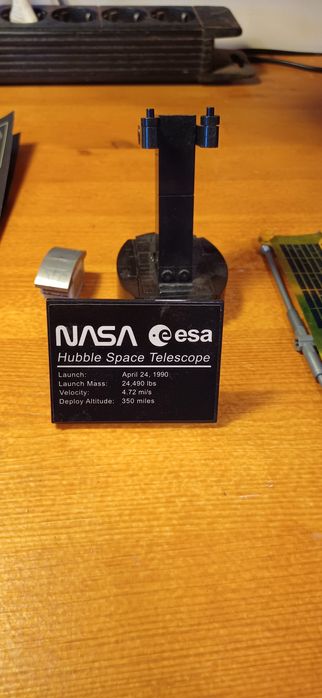 NASA esa
Hubble Space Telescope
Launch: April 24, 1990
Launch Mass: 24,490 lbs
Velocity: 4.72 mi/s
Deploy Altitude: 350 miles